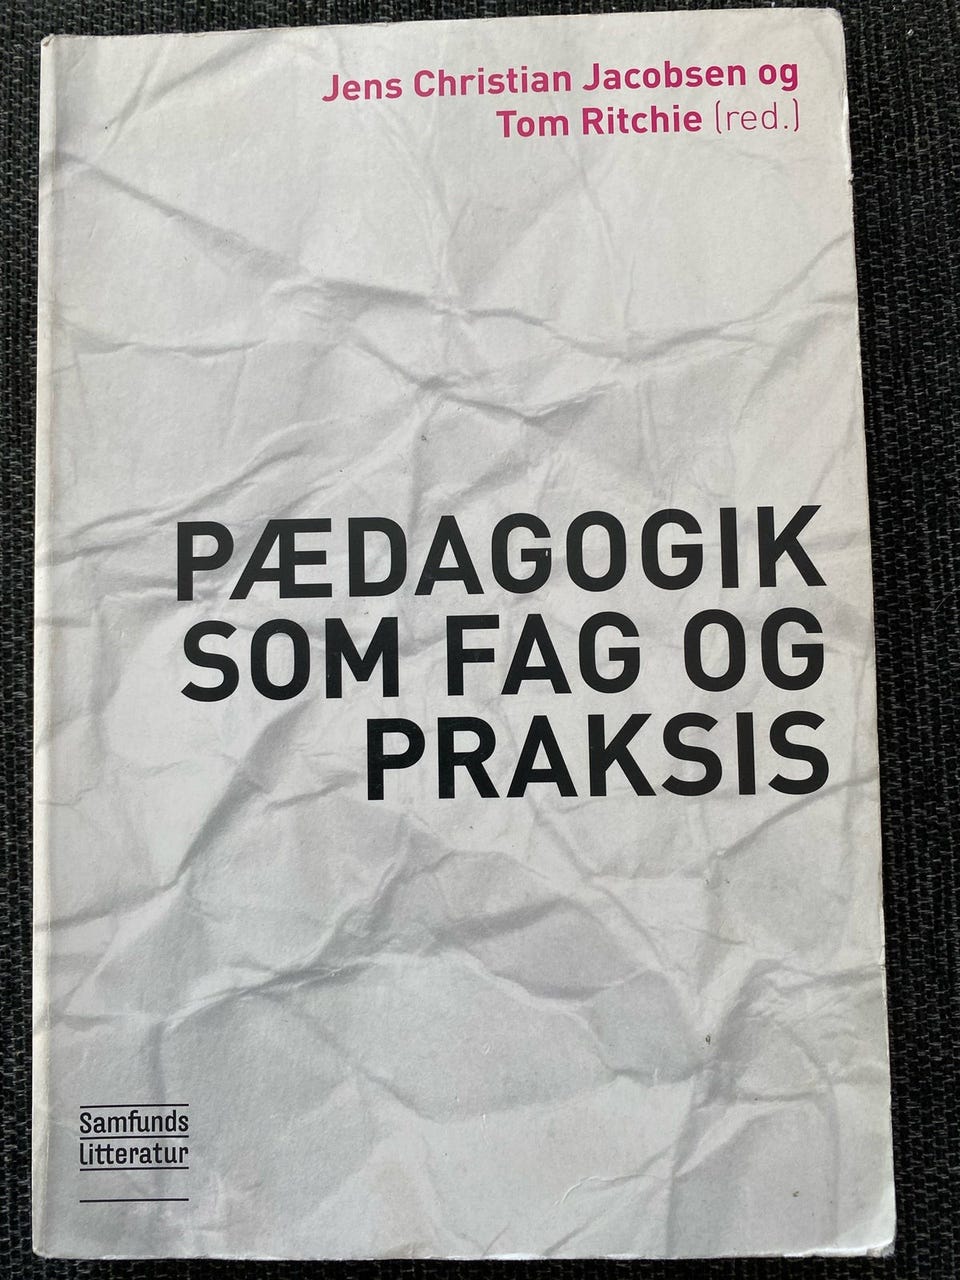 Jens Christian Jacobsen og
Tom Ritchie (red.)
PÆDAGOGIK
SOM FAG OG
PRAKSIS
Samfunds
litteratur